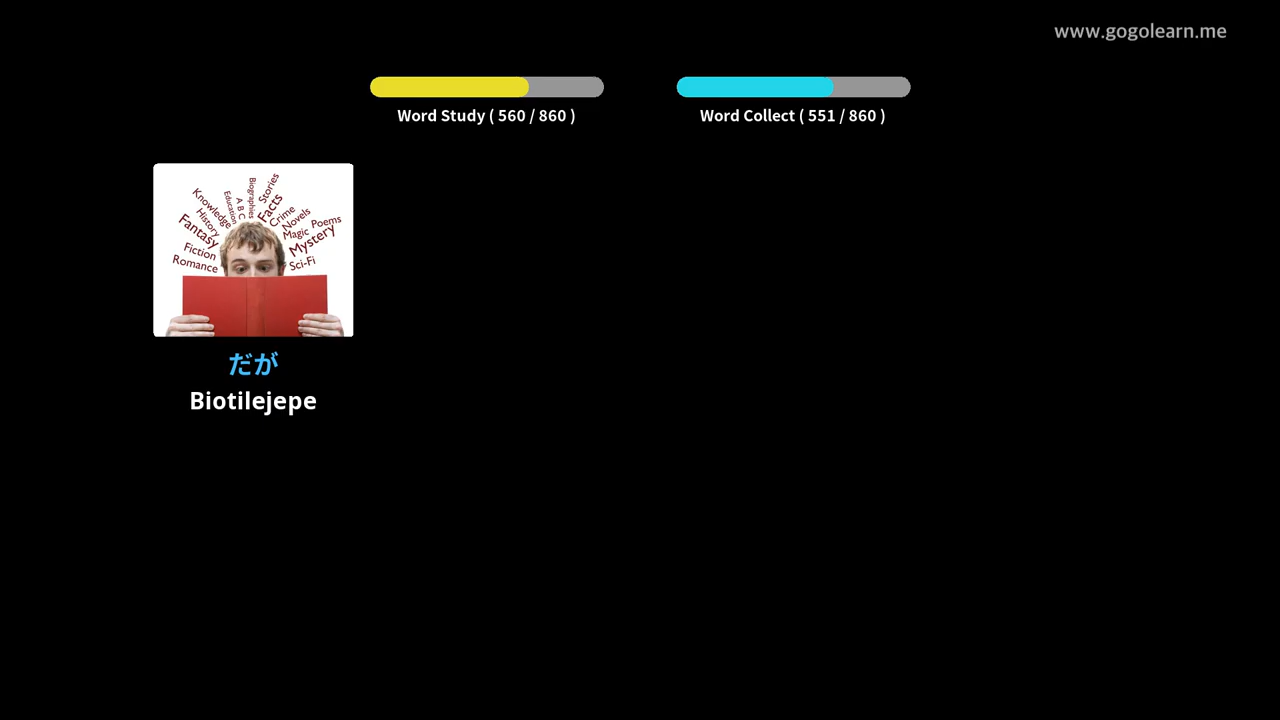 www.gogolearn.me
Word Study ( 560 / 860 )
Word Collect ( 551 / 860 )
Biographies
Stories
Knowledge
Education
A B C
Facts
History
Crime
Novels
Fantasy
Magic
Poems
Mystery
Fiction
Romance
Sci-Fi
だが
Biotilejepe